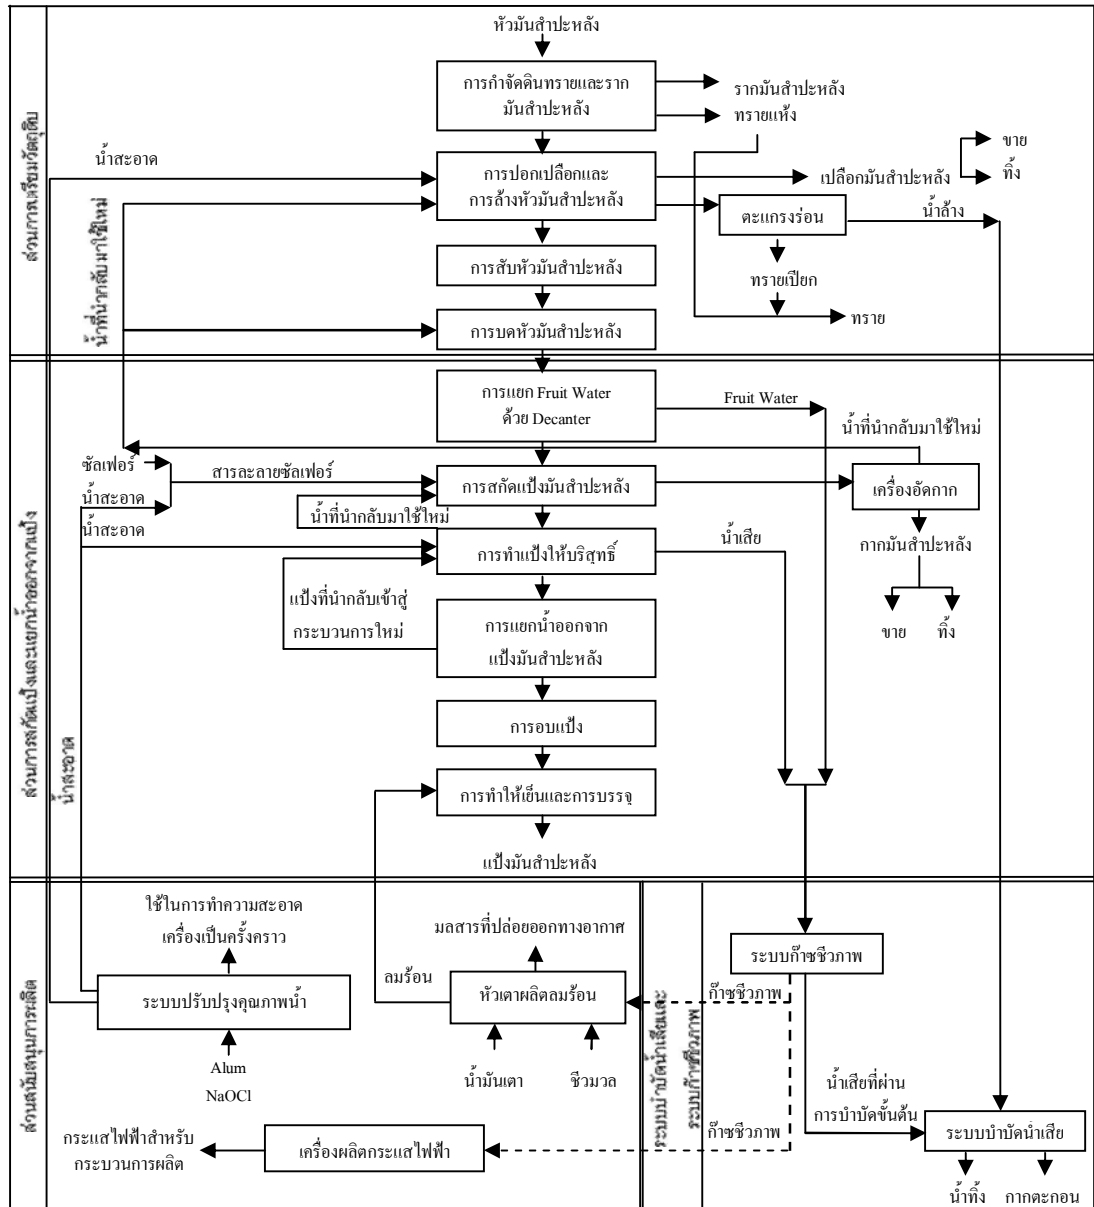 หัวมันสำปะหลัง
การกำจัดดินทรายและราก
มันสำปะหลัง
รากมันสำปะหลัง
ทรายแห้ง
ส่วนการเตรียมวัตถุดิบ
น้ำสะอาด
การปอกเปลือกและ
การล้างหัวมันสำปะหลัง
เปลือกมันสำปะหลัง
ขาย
ทิ้ง
ตะแกรงร่อน
น้ำล้าง
น้ำที่นำกลับมาใช้ใหม่
การสับหัวมันสำปะหลัง
ทรายเปียก
ทราย
การบดหัวมันสำปะหลัง
ส่วนการสกัดแป้งและแยกน้ำออกจากแป้ง
การแยก Fruit Water
ด้วย Decanter
Fruit Water
น้ำที่นำกลับมาใช้ใหม่
ซัลเฟอร์
น้ำสะอาด
สารละลายซัลเฟอร์
การสกัดแป้งมันสำปะหลัง
เครื่องอัดกาก
น้ำที่นำกลับมาใช้ใหม่
น้ำสะอาด
การทำแป้งให้บริสุทธิ์
น้ำเสีย
กากมันสำปะหลัง
ขาย
ทิ้ง
แป้งที่นำกลับเข้าสู่
กระบวนการใหม่
การแยกน้ำออกจาก
แป้งมันสำปะหลัง
การอบแป้ง
น้ำสะอาด
การทำให้เย็นและการบรรจุ
แป้งมันสำปะหลัง
ส่วนสนับสนุนการผลิต
ใช้ในการทำความสะอาด
เครื่องเป็นครั้งคราว
ระบบปรับปรุงคุณภาพน้ำ
Alum
NaOCl
ลมร้อน
มลสารที่ปล่อยออกทางอากาศ
หัวเตาผลิตลมร้อน
น้ำมันเตา
ชีวมวล
ระบบบำบัดน้ำเสียและ
ระบบก๊าซชีวภาพ
ระบบก๊าซชีวภาพ
ก๊าซชีวภาพ
น้ำเสียที่ผ่าน
การบำบัดขั้นต้น
ก๊าซชีวภาพ
ระบบบำบัดน้ำเสีย
น้ำทิ้ง
กากตะกอน
กระแสไฟฟ้าสำหรับ
กระบวนการผลิต
เครื่องผลิตกระแสไฟฟ้า